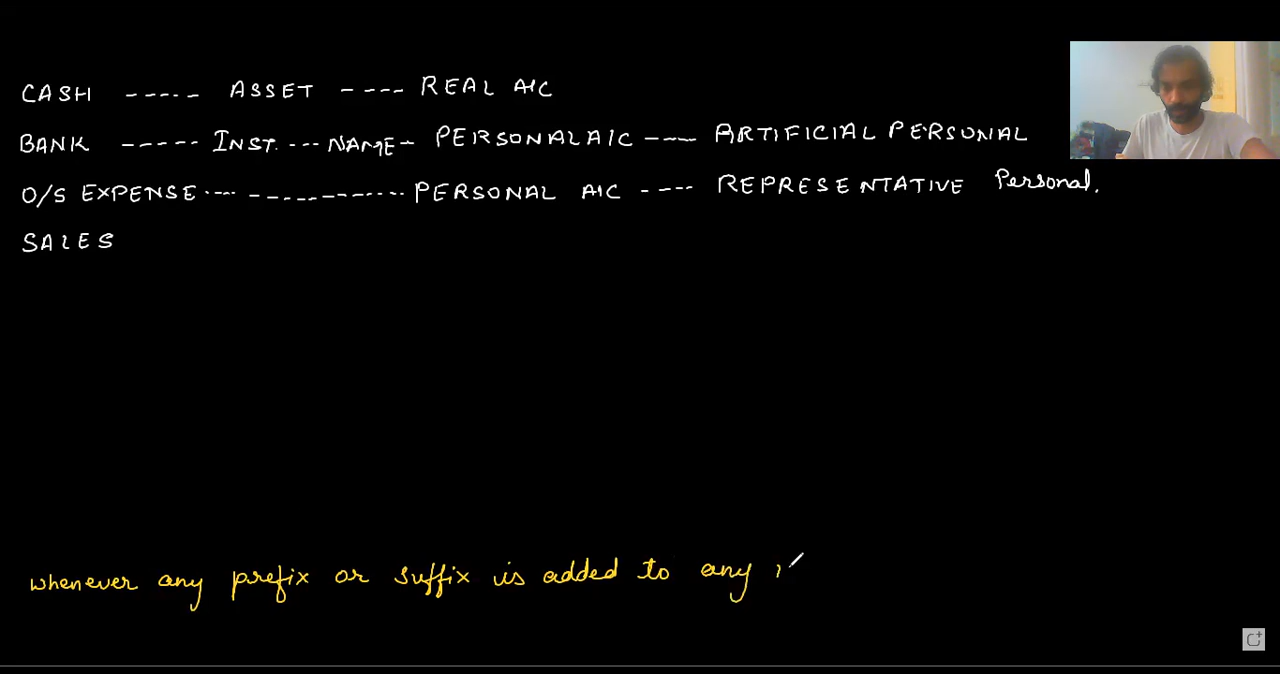 CASH ----- ASSET ---- REAL A/C
BANK ----- INST. --- NAME - PERSONAL A/C --- ARTIFICIAL PERSONAL
O/S EXPENSE ---- ---------- PERSONAL A/C ---- REPRESENTATIVE Personal.
SALES
whenever any prefix or suffix is added to any